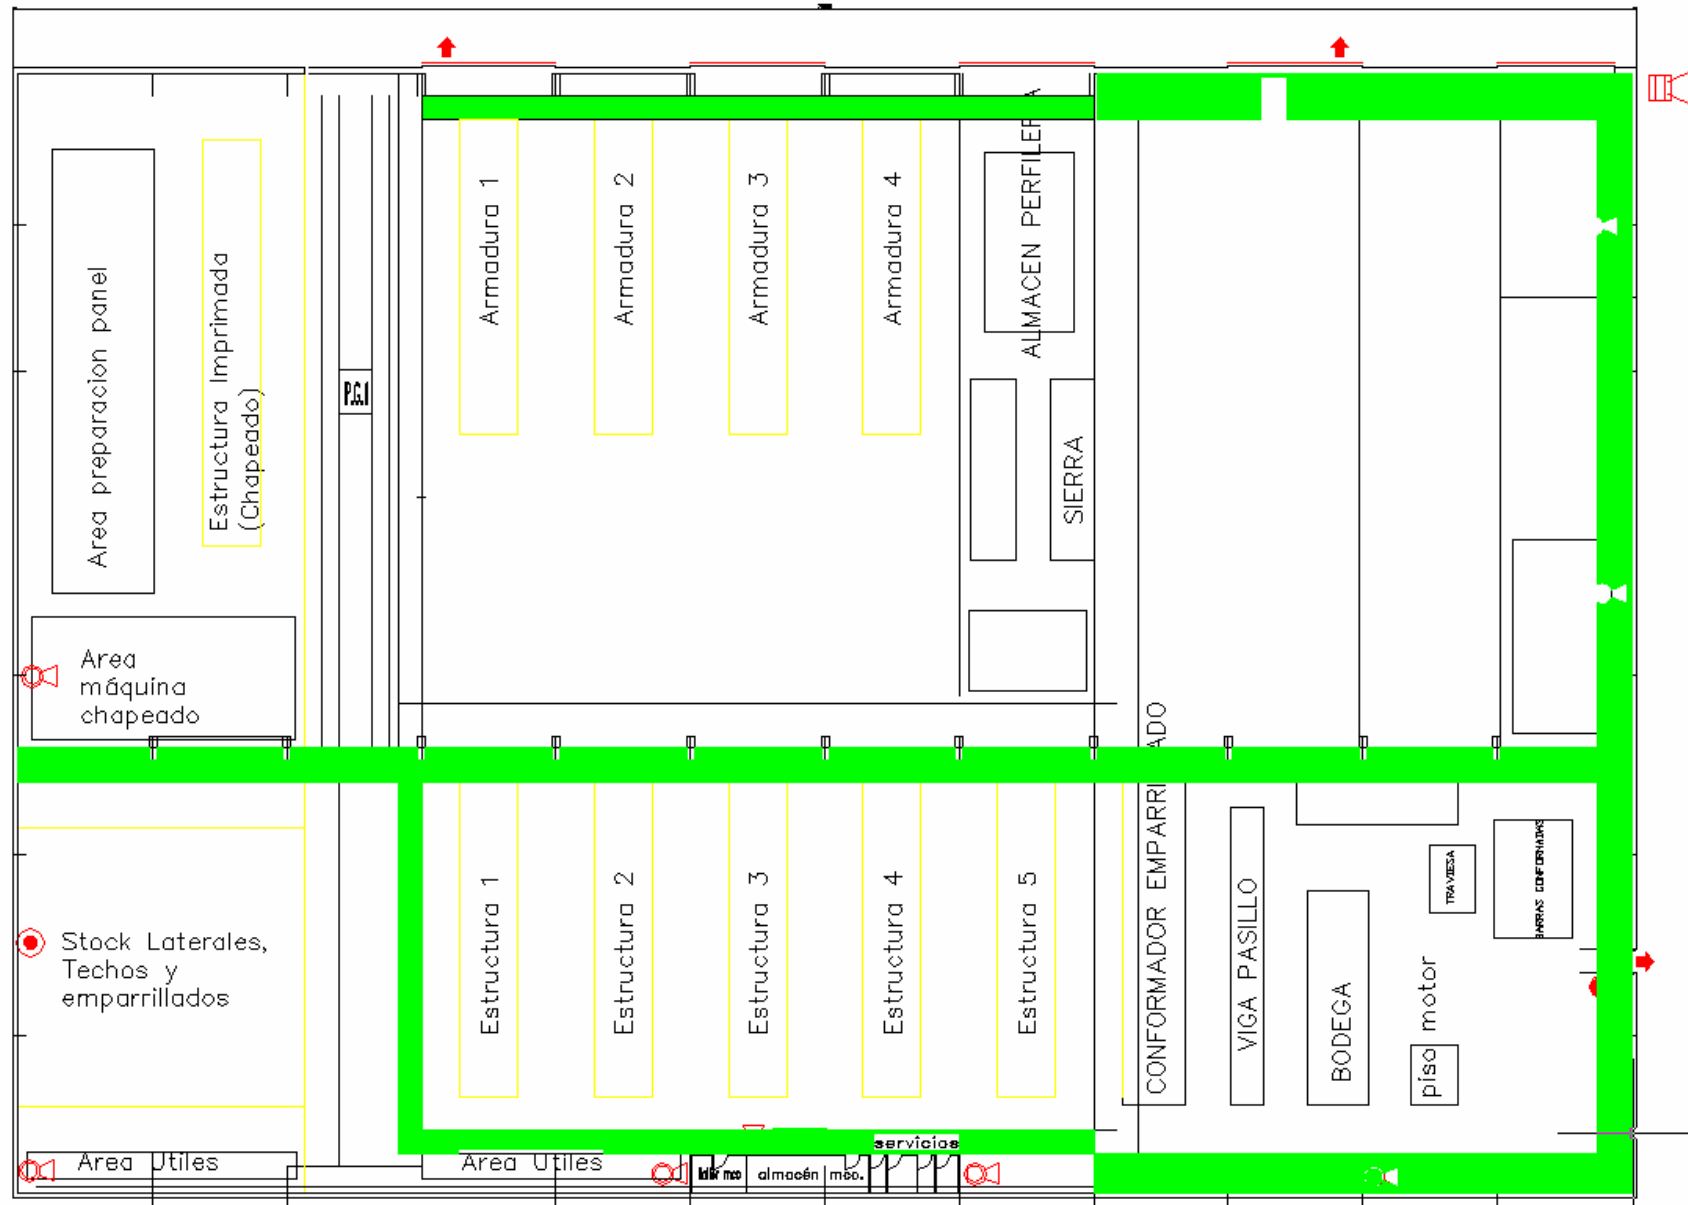 Area preparacion panel
Estructura Imprimada
(Chapeado)
P.G.1
Armadura 1
Armadura 2
Armadura 3
Armadura 4
ALMACEN PERFILER A
SIERRA
Area
máquina
chapeado
Stock Laterales,
Techos y
emparrillados
Estructura 1
Estructura 2
Estructura 3
Estructura 4
Estructura 5
CONFORMADOR EMPARRI ADO
VIGA PASILLO
BODEGA
piso motor
TRAVIESA
BARRAS CONFORMADAS
servicios
Area Utiles
Area Utiles
almacén mco.